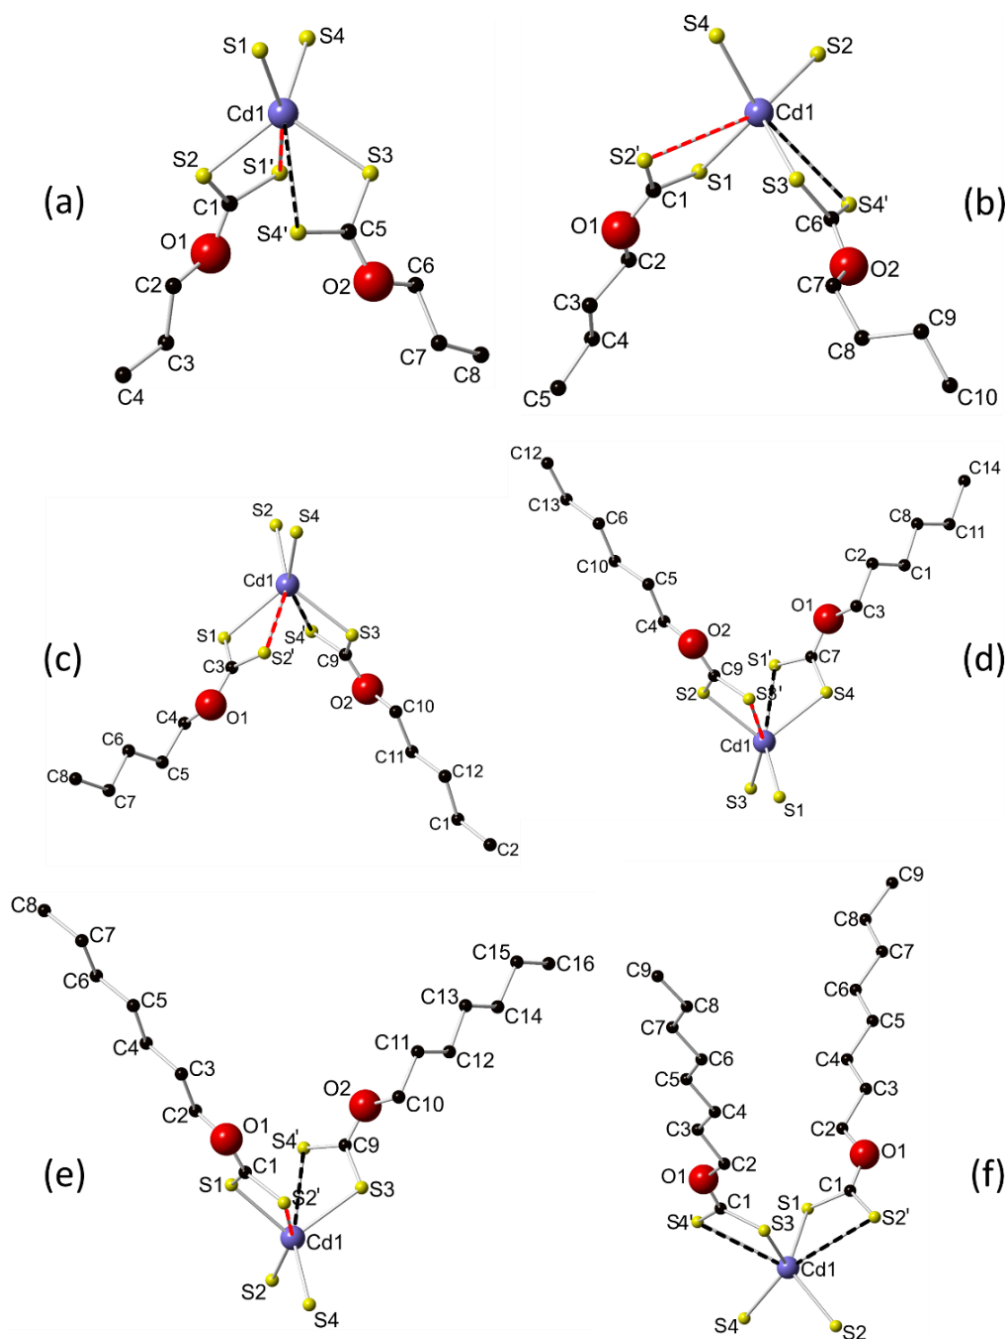 S1 S4
Cd1
S2 S1' S3
(a)
C1 S4' C5
O1
C2 O2 C6
C3 C7 C8
C4
S4 S2
Cd1
S2' S1 S3 S4'
(b)
C1 C6
O1 O2
C2 C7
C3 C9
C4 C8
C5 C10
S2 S4
Cd1
S1 S4' S3
(c)
C3 S2' C9
O1 O2 C10
C4
C6 C5 C11 C12
C8 C7 C1
C2
C12 C14
C13 C6 C8 C11
C10 C5 C2 C1
C4 O2 O1 C3
(d)
C9 S1' C7
S2 S3' S4
Cd1
S3 S1
C8
C7 C15 C16
C6 C5 C13 C14
C4 C3 C11 C12
C2 O2 C10
O1 S4' C9
(e)
S1 C1 S2' S3
Cd1
S2 S4
C9
C8
C9 C7
C8 C6
C7 C5
C6 C4
C5 C4 C3
C3 C2 C2
O1 O1
(f)
C1 S1 C1
S4' S3 S2'
Cd1
S4 S2